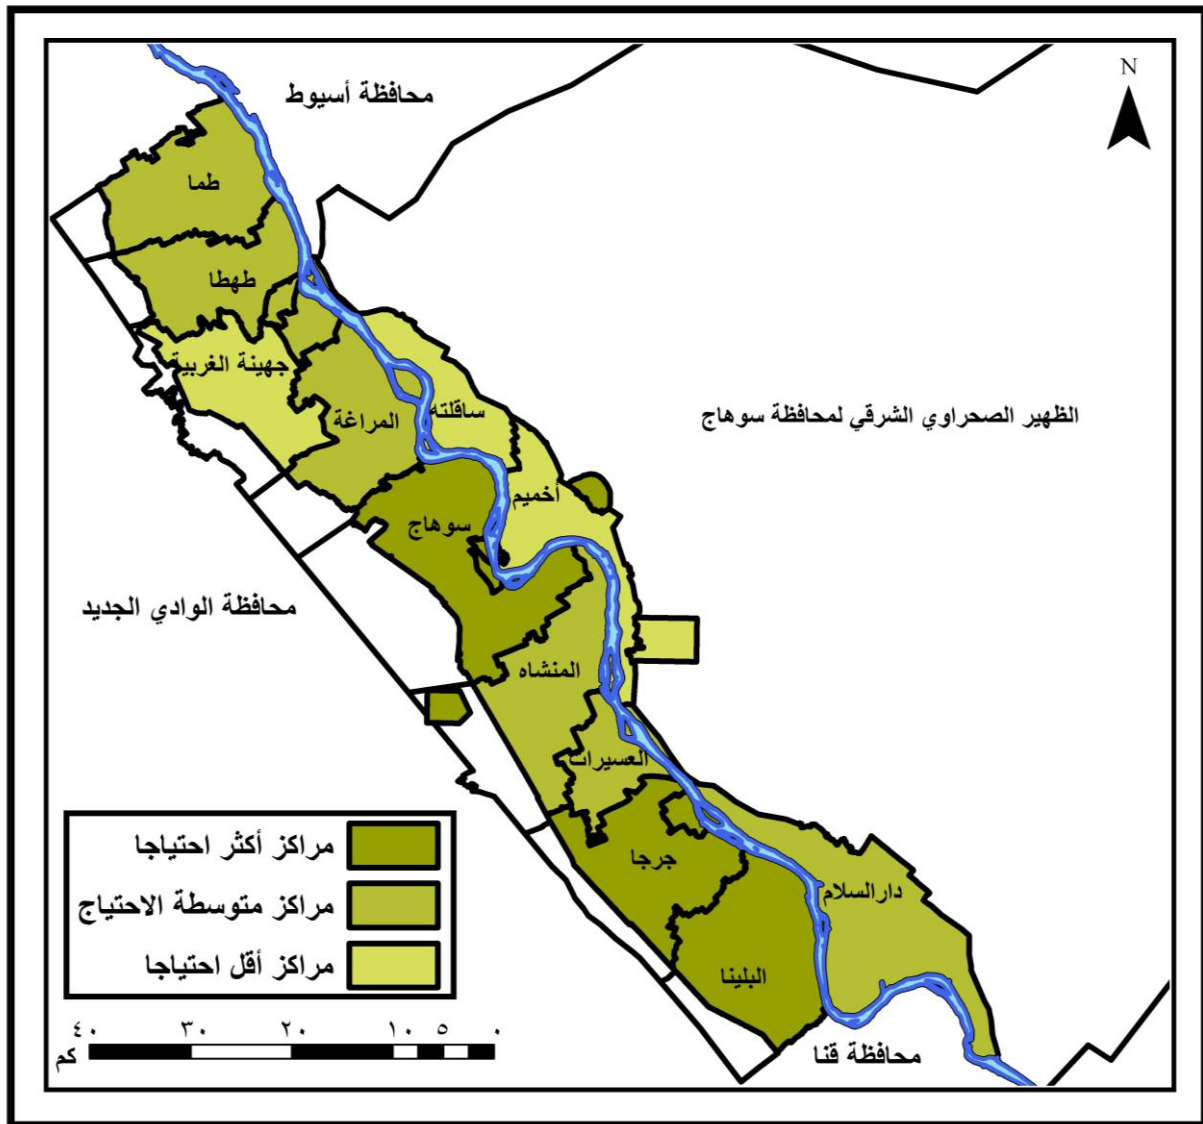 N
محافظة أسيوط
طما
طهطا
جهينة الغربية
المراغة
ساقلته
الظهير الصحراوي الشرقي لمحافظة سوهاج
أخميم
سوهاج
محافظة الوادي الجديد
المنشاه
العسيرات
جرجا
دارالسلام
البلينا
محافظة قنا
مراكز أكثر احتياجا
مراكز متوسطة الاحتياج
مراكز أقل احتياجا
٤٠ ٣٠ ٢٠ ١٠ ٥ ٠
كم